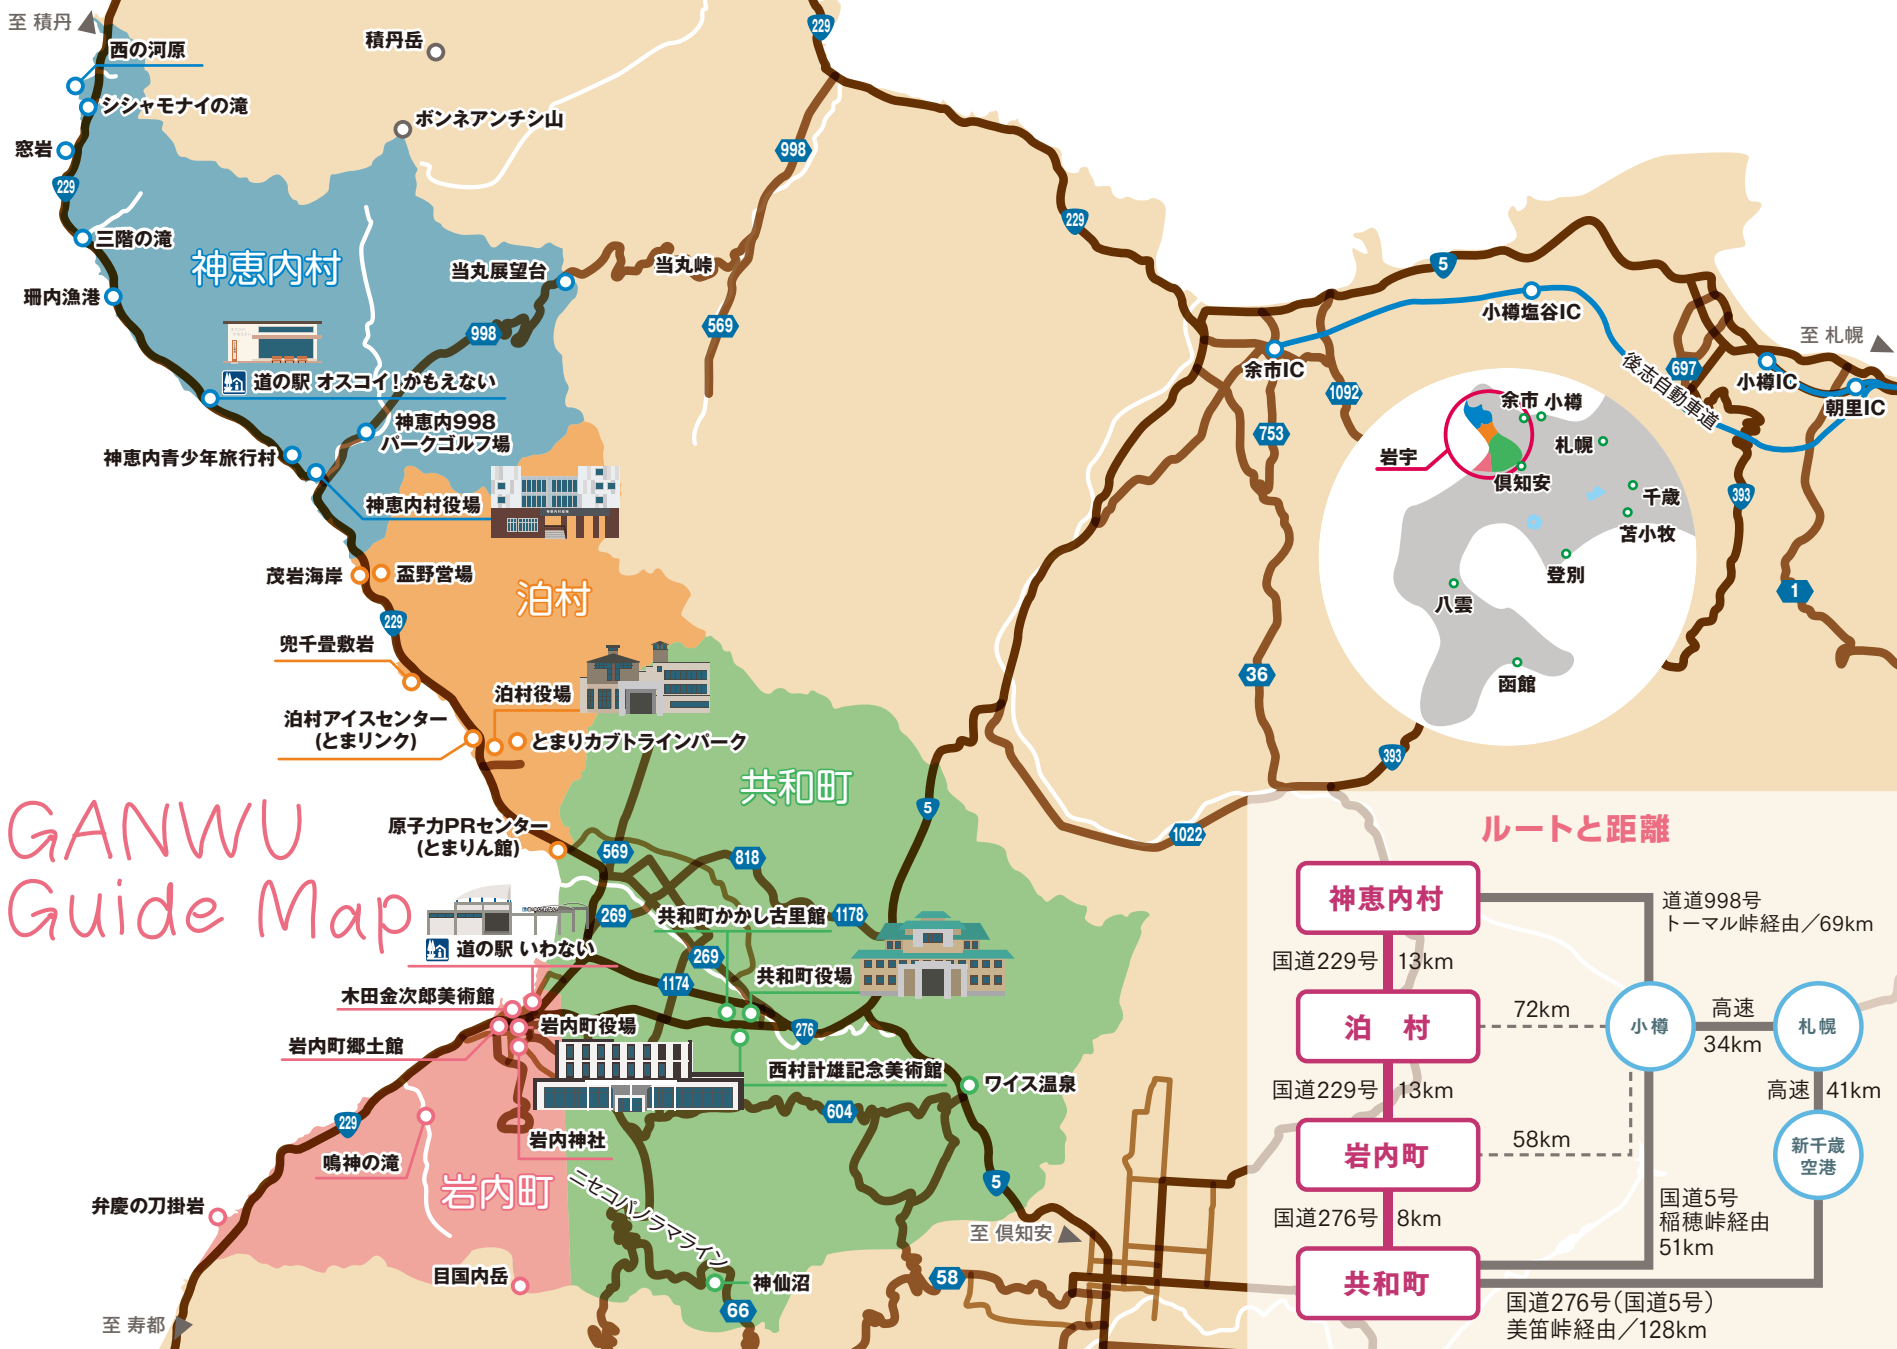 至 積丹
西の河原
シシャモナイの滝
窓岩
229
三階の滝
珊内漁港
神恵内村
積丹岳
ポンネアンチシ山
229
998
当丸展望台
当丸峠
998
569
道の駅 オスコイ!かもえない
神恵内998
パークゴルフ場
神恵内青少年旅行村
神恵内村役場
229
5
小樽塩谷IC
至 札幌
余市IC
後志自動車道
697
小樽IC
朝里IC
1092
753
393
1
36
393
1022
余市 小樽
札幌
岩宇
倶知安
千歳
苫小牧
登別
八雲
函館
茂岩海岸
盃野営場
泊村
229
兜千畳敷岩
泊村役場
泊村アイスセンター
(とまリンク)
とまりカブトラインパーク
共和町
5
原子力PRセンター
(とまりん館)
569
818
269
共和町かかし古里館
1178
269
1174
共和町役場
276
GANWU
Guide Map
道の駅 いわない
木田金次郎美術館
岩内町役場
岩内町郷土館
西村計雄記念美術館
ワイス温泉
604
229
岩内神社
鳴神の滝
岩内町
ニセコパノラマライン
5
弁慶の刀掛岩
至 倶知安
目国内岳
神仙沼
58
66
至 寿都
ルートと距離
神恵内村
道道998号
トーマル峠経由/69km
国道229号 13km
泊 村
72km
小樽
高速
34km
札幌
国道229号 13km
高速 41km
岩内町
58km
新千歳
空港
国道276号 8km
国道5号
稲穂峠経由
51km
共和町
国道276号(国道5号)
美笛峠経由/128km